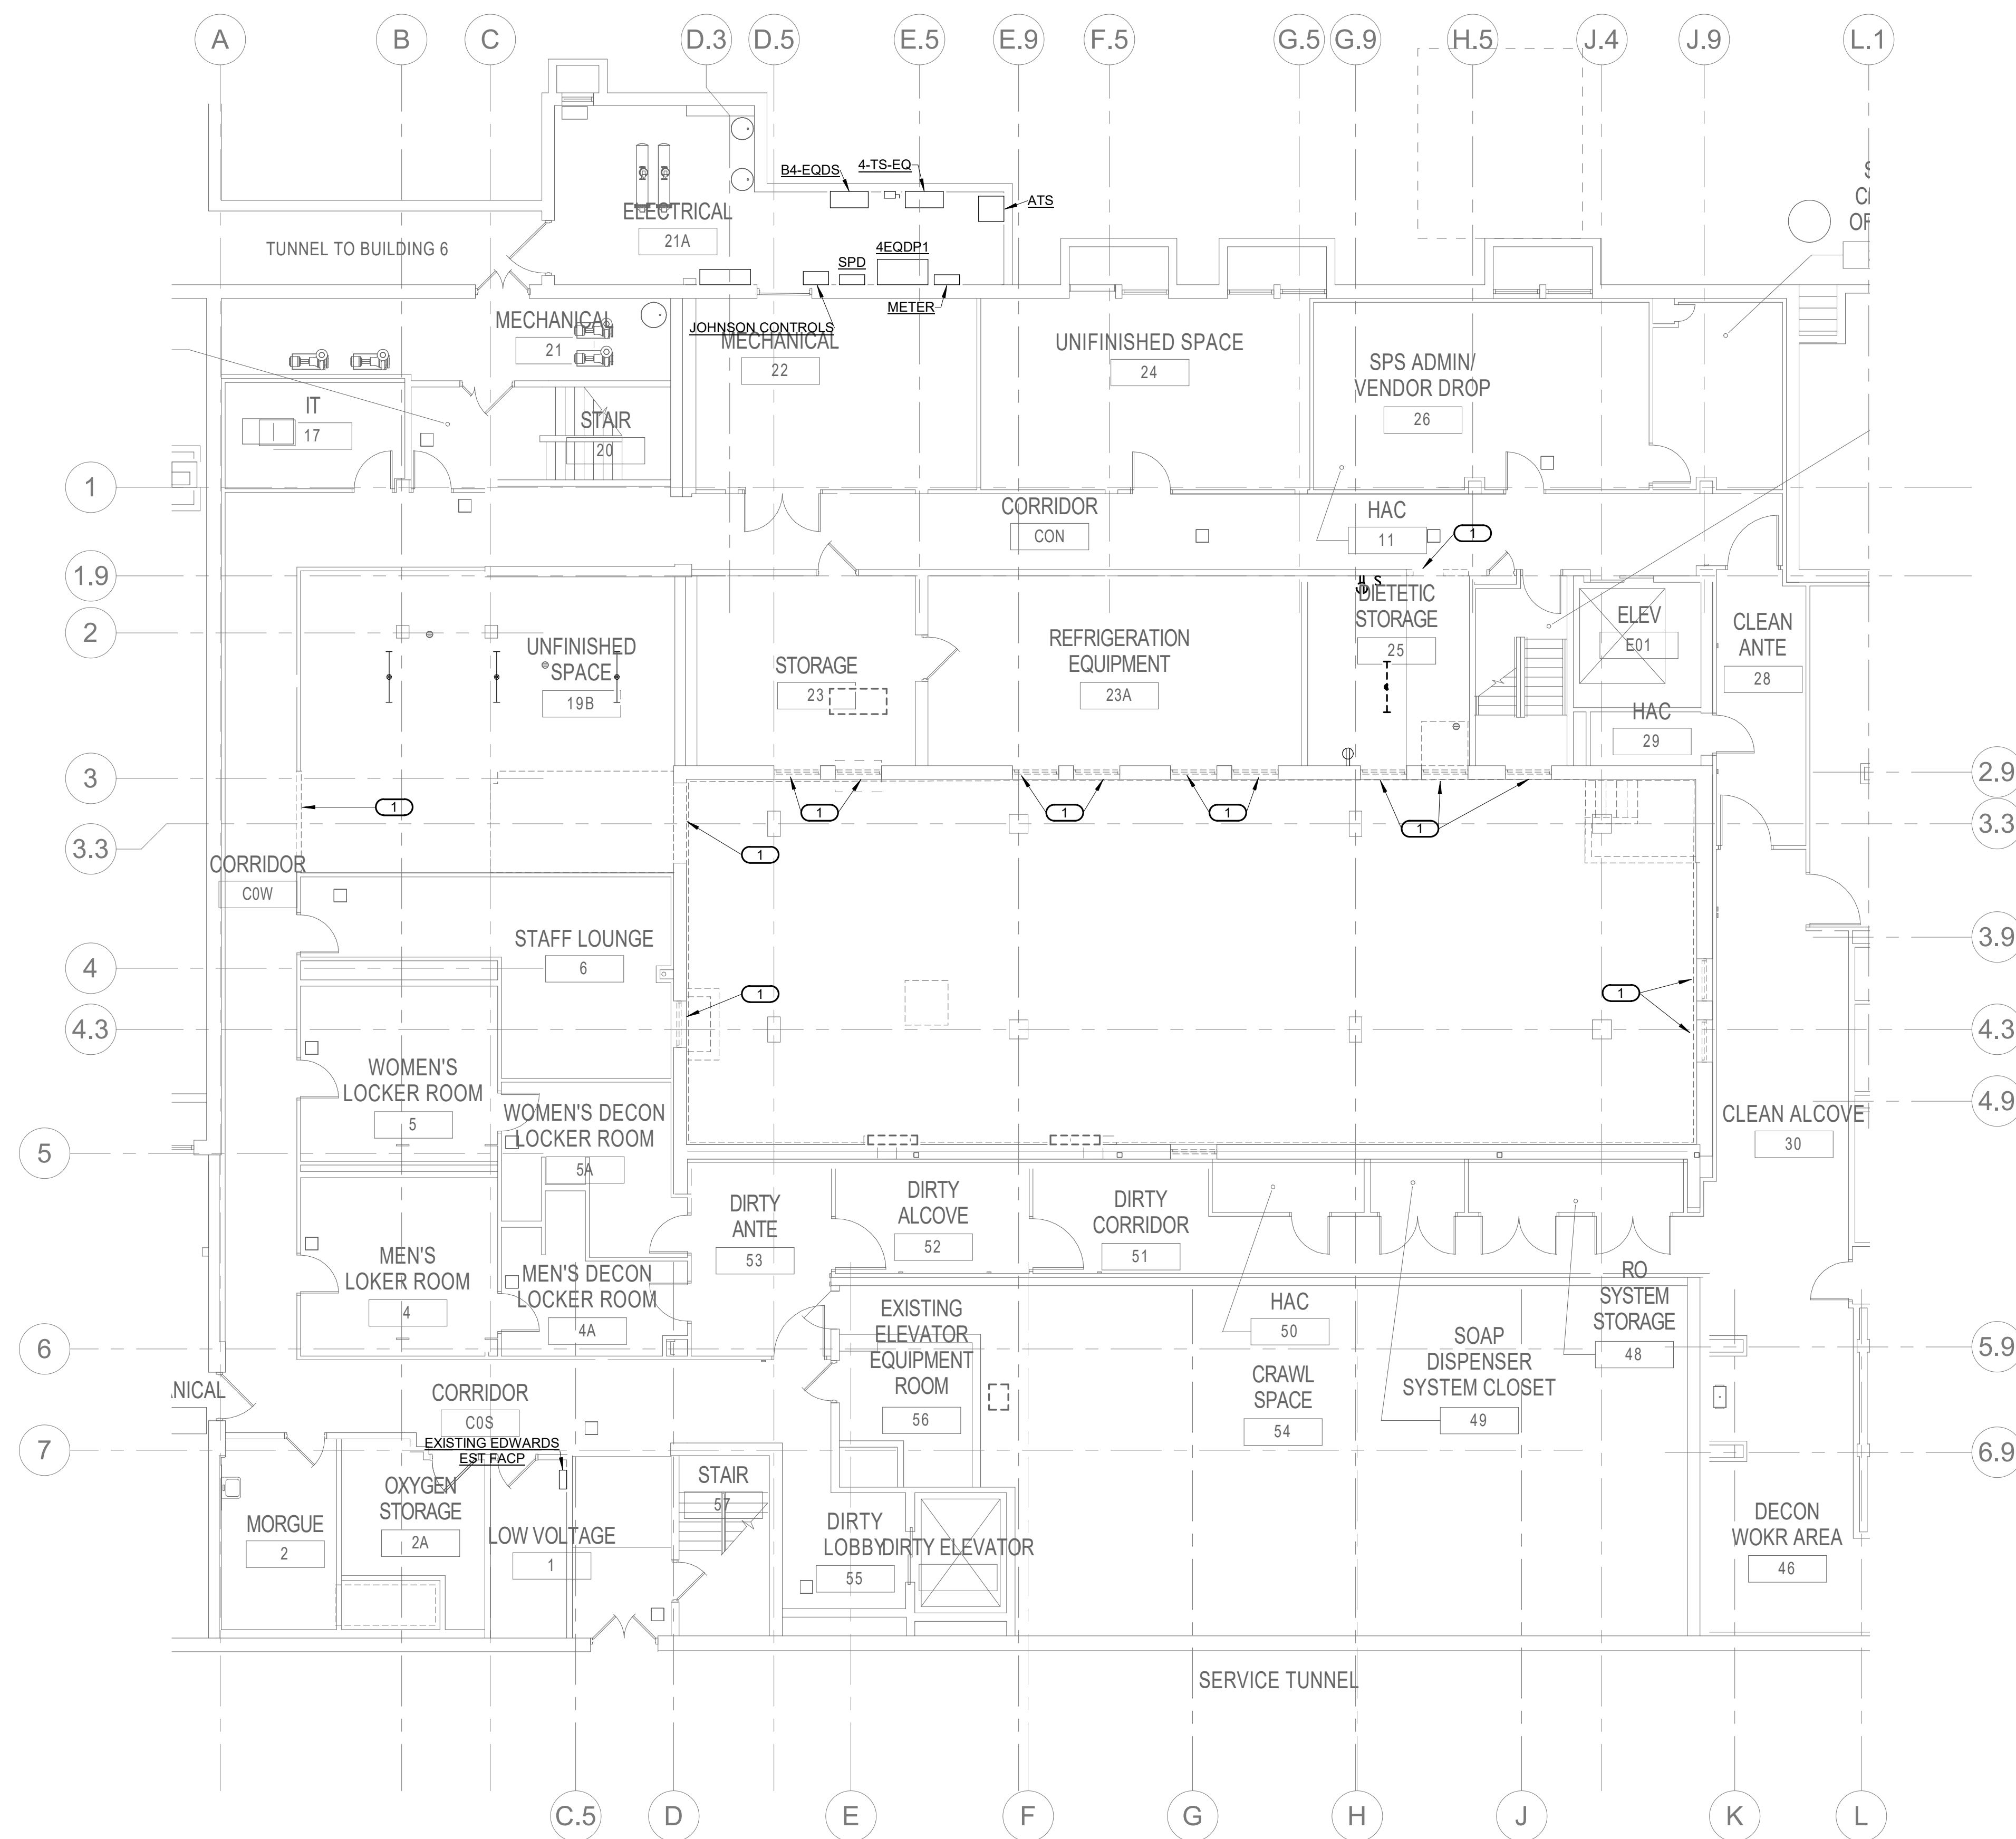 A
B
C
D.3
D.5
E.5
E.9
F.5
G.5
G.9
H.5
J.4
J.9
L.1
B4-EQDS
4-TS-EQ
ATS
ELECTRICAL
21A
TUNNEL TO BUILDING 6
4EQDP1
SPD
METER
JOHNSON CONTROLS
MECHANICAL
21
MECHANICAL
22
UNIFINISHED SPACE
24
SPS ADMIN/
VENDOR DROP
26
IT
17
STAIR
20
1
CORRIDOR
CON
HAC
11
1
1.9
2
UNFINISHED
SPACE
19B
STORAGE
23
REFRIGERATION
EQUIPMENT
23A
DIETETIC
STORAGE
25
ELEV
E01
CLEAN
ANTE
28
HAC
29
3
2.9
1
1
1
1
1
3.3
3.3
1
CORRIDOR
C0W
STAFF LOUNGE
6
3.9
4
1
1
4.3
4.3
WOMEN'S
LOCKER ROOM
5
WOMEN'S DECON
LOCKER ROOM
5A
4.9
CLEAN ALCOVE
30
5
DIRTY
ANTE
53
DIRTY
ALCOVE
52
DIRTY
CORRIDOR
51
MEN'S
LOKER ROOM
4
MEN'S DECON
LOCKER ROOM
4A
EXISTING
ELEVATOR
EQUIPMENT
ROOM
56
HAC
50
RO
SYSTEM
STORAGE
48
6
5.9
SOAP
DISPENSER
SYSTEM CLOSET
49
CRAWL
SPACE
54
CORRIDOR
C0S
7
6.9
EXISTING EDWARDS
EST FACP
MORGUE
2
OXYGEN
STORAGE
2A
LOW VOLTAGE
1
STAIR
57
DIRTY
LOBBY
55
DIRTY ELEVATOR
DECON
WOKR AREA
46
SERVICE TUNNEL
C.5
D
E
F
G
H
J
K
L